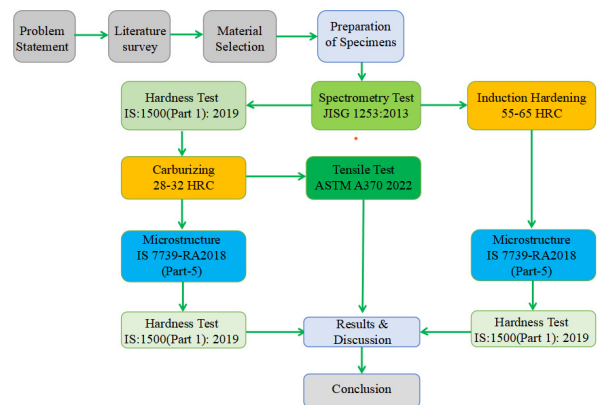 Problem
Statement
Literature
survey
Material
Selection
Preparation
of Specimens
Hardness Test
IS:1500(Part 1): 2019
Spectrometry Test
JISG 1253:2013
Induction Hardening
55-65 HRC
Carburizing
28-32 HRC
Tensile Test
ASTM A370 2022
Microstructure
IS 7739-RA2018
(Part-5)
Microstructure
IS 7739-RA2018
(Part-5)
Hardness Test
IS:1500(Part 1): 2019
Results &
Discussion
Hardness Test
IS:1500(Part 1): 2019
Conclusion